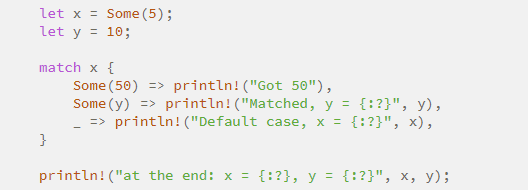 let x = Some(5);
let y = 10;

match x {
    Some(50) => println!("Got 50"),
    Some(y) => println!("Matched, y = {:?}", y),
    _ => println!("Default case, x = {:?}", x),
}

println!("at the end: x = {:?}, y = {:?}", x, y);